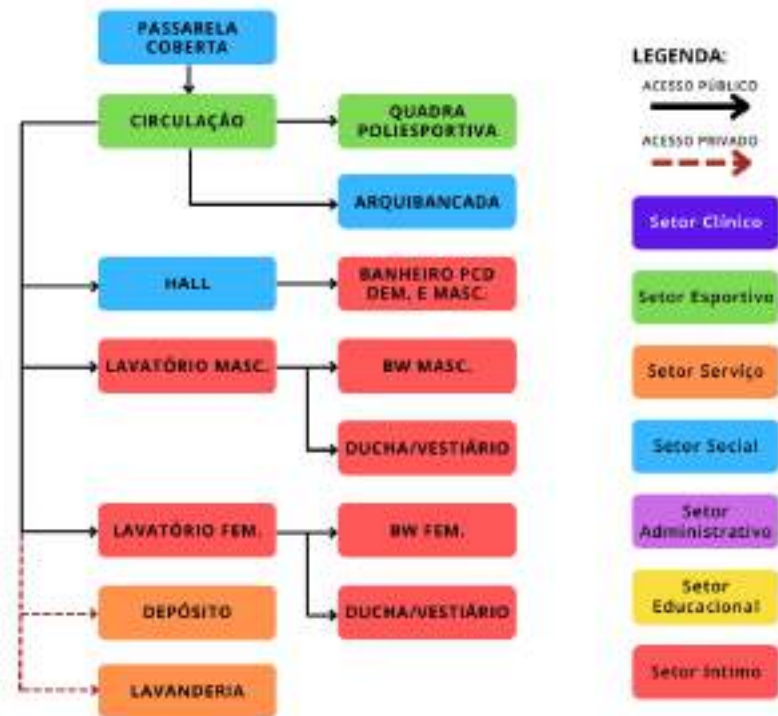 PASSARELA
COBERTA
CIRCULAÇÃO
QUADRA
POLIESPORTIVA
ARQUIBANCADA
HALL
BANHEIRO PCD
DEM. E MASC.
LAVATÓRIO MASC.
BW MASC.
DUCHA/VESTIÁRIO
LAVATÓRIO FEM.
BW FEM.
DEPÓSITO
DUCHA/VESTIÁRIO
LAVANDERIA
LEGENDA:
ACESSO PÚBLICO
ACESSO PRIVADO
Setor Clínico
Setor Esportivo
Setor Serviço
Setor Social
Setor
Administrativo
Setor
Educacional
Setor Intimo